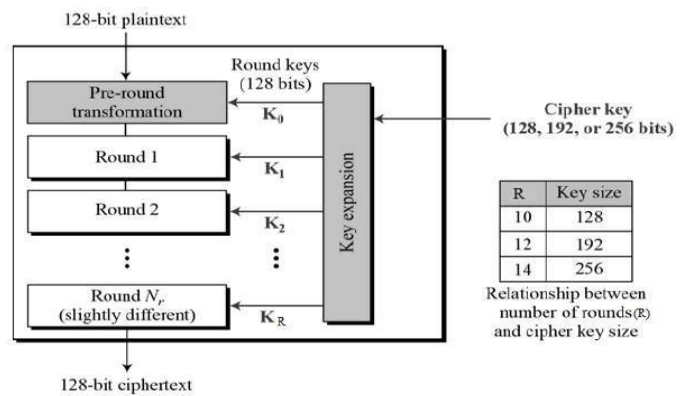 128-bit plaintext
Round keys
(128 bits)
Pre-round
transformation
K0
Cipher key
(128, 192, or 256 bits)
Round 1
K1
Round 2
K2
Key expansion
Round Nr
(slightly different)
KR
128-bit ciphertext
R Key size
10 128
12 192
14 256
Relationship between
number of rounds(R)
and cipher key size